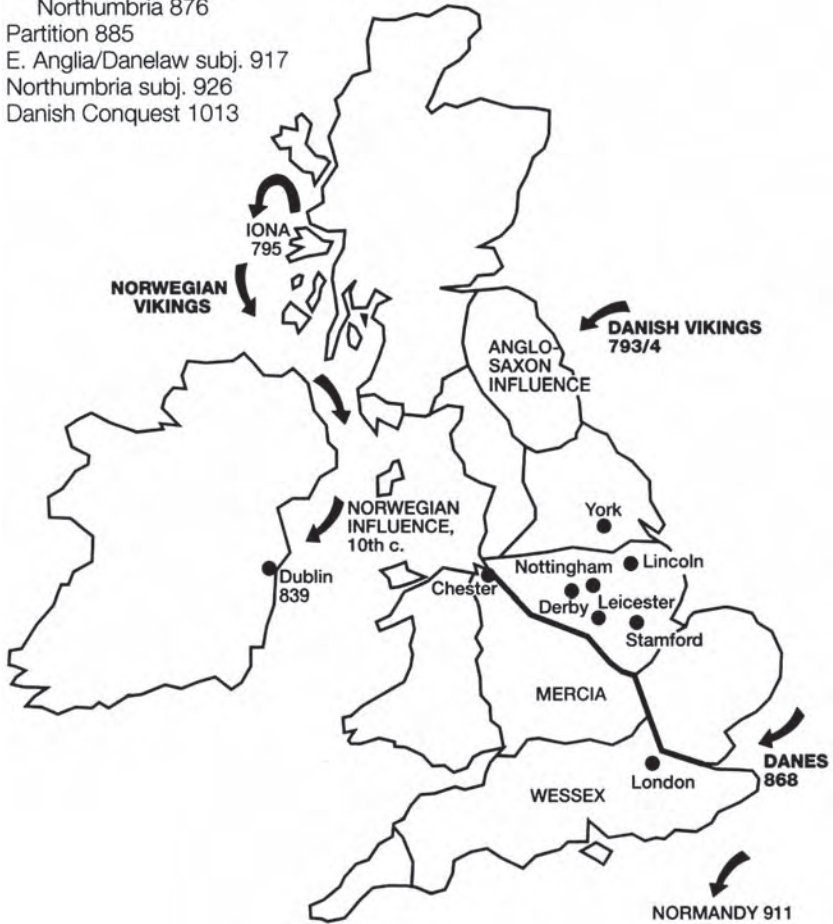 Northumbria 876
Partition 885
E. Anglia/Danelaw subj. 917
Northumbria subj. 926
Danish Conquest 1013
IONA
795
NORWEGIAN
VIKINGS
DANISH VIKINGS
793/4
ANGLO-
SAXON
INFLUENCE
York
NORWEGIAN
INFLUENCE,
10th c.
Dublin
839
Chester
Nottingham
Lincoln
Derby
Leicester
Stamford
MERCIA
DANES
868
London
WESSEX
NORMANDY 911